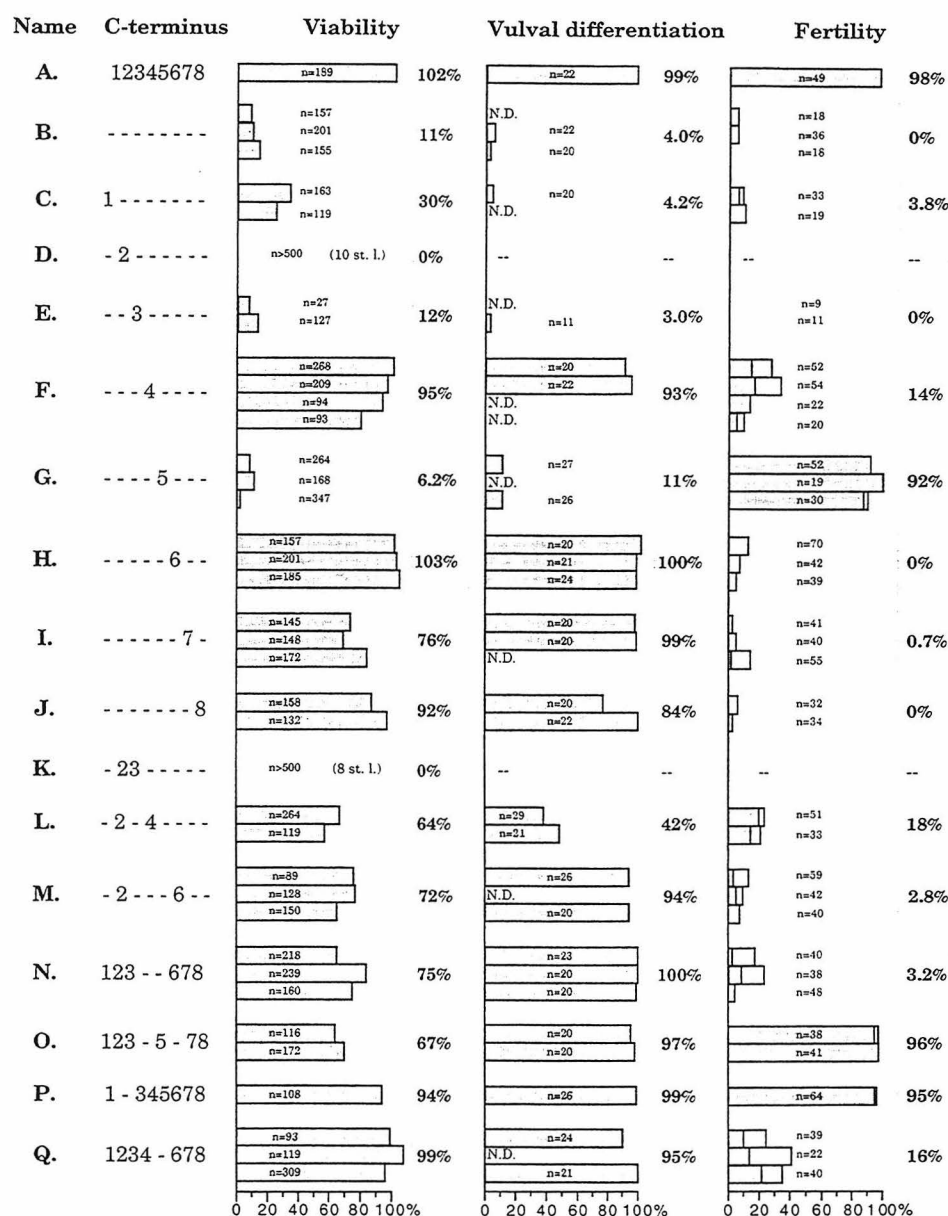 Name C-terminus Viability Vulval differentiation Fertility
A. 12345678 n=189 102% n=22 99% n=49 98%
n=157 N.D. n=18
B. - - - - - - - - n=201 11% n=22 4.0% n=36 0%
n=155 n=20 n=18
C. 1 - - - - - - - n=163 30% n=20 4.2% n=33 3.8%
n=119 N.D. n=19
D. - 2 - - - - - - n>500 (10 st. l.) 0% -- -- -- --
E. - - 3 - - - - - n=27 12% N.D. 3.0% n=9 0%
n=127 n=11 n=11
n=268 n=20 n=52
F. - - - 4 - - - - n=209 95% n=22 93% n=54 14%
n=94 N.D. n=22
n=93 N.D. n=20
n=264 n=27 n=52
G. - - - - 5 - - - n=168 6.2% N.D. 11% n=19 92%
n=347 n=26 n=30
n=157 n=20 n=70
H. - - - - - 6 - - n=201 103% n=21 100% n=42 0%
n=185 n=24 n=39
n=145 n=20 n=41
I. - - - - - - 7 - n=148 76% n=20 99% n=40 0.7%
n=172 N.D. n=55
J. - - - - - - - 8 n=158 92% n=20 84% n=32 0%
n=132 n=22 n=34
K. - 23 - - - - - n>500 (8 st. l.) 0% -- -- -- --
L. - 2 - 4 - - - - n=264 64% n=29 42% n=51 18%
n=119 n=21 n=33
n=89 n=26 n=59
M. - 2 - - - 6 - - n=128 72% N.D. 94% n=42 2.8%
n=150 n=20 n=40
n=218 n=23 n=40
N. 123 - - 678 n=239 75% n=20 100% n=38 3.2%
n=160 n=20 n=48
O. 123 - 5 - 78 n=116 67% n=20 97% n=38 96%
n=172 n=20 n=41
P. 1 - 345678 n=108 94% n=26 99% n=64 95%
n=93 n=24 n=39
Q. 1234 - 678 n=119 99% N.D. 95% n=22 16%
n=309 n=21 n=40
0 20 40 60 80 100% 0 20 40 60 80 100% 0 20 40 60 80 100%